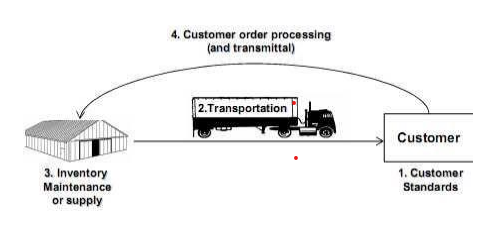 4. Customer order processing
(and transmittal)
2.Transportation
Customer
3. Inventory
Maintenance
or supply
1. Customer
Standards